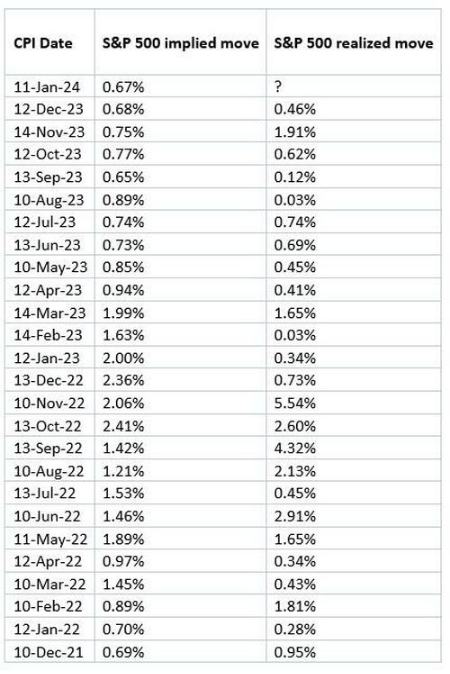 CPI Date S&P 500 implied move S&P 500 realized move
11-Jan-24 0.67% ?
12-Dec-23 0.68% 0.46%
14-Nov-23 0.75% 1.91%
12-Oct-23 0.77% 0.62%
13-Sep-23 0.65% 0.12%
10-Aug-23 0.89% 0.03%
12-Jul-23 0.74% 0.74%
13-Jun-23 0.73% 0.69%
10-May-23 0.85% 0.45%
12-Apr-23 0.94% 0.41%
14-Mar-23 1.99% 1.65%
14-Feb-23 1.63% 0.03%
12-Jan-23 2.00% 0.34%
13-Dec-22 2.36% 0.73%
10-Nov-22 2.06% 5.54%
13-Oct-22 2.41% 2.60%
13-Sep-22 1.42% 4.32%
10-Aug-22 1.21% 2.13%
13-Jul-22 1.53% 0.45%
10-Jun-22 1.46% 2.91%
11-May-22 1.89% 1.65%
12-Apr-22 0.97% 0.34%
10-Mar-22 1.45% 0.43%
10-Feb-22 0.89% 1.81%
12-Jan-22 0.70% 0.28%
10-Dec-21 0.69% 0.95%